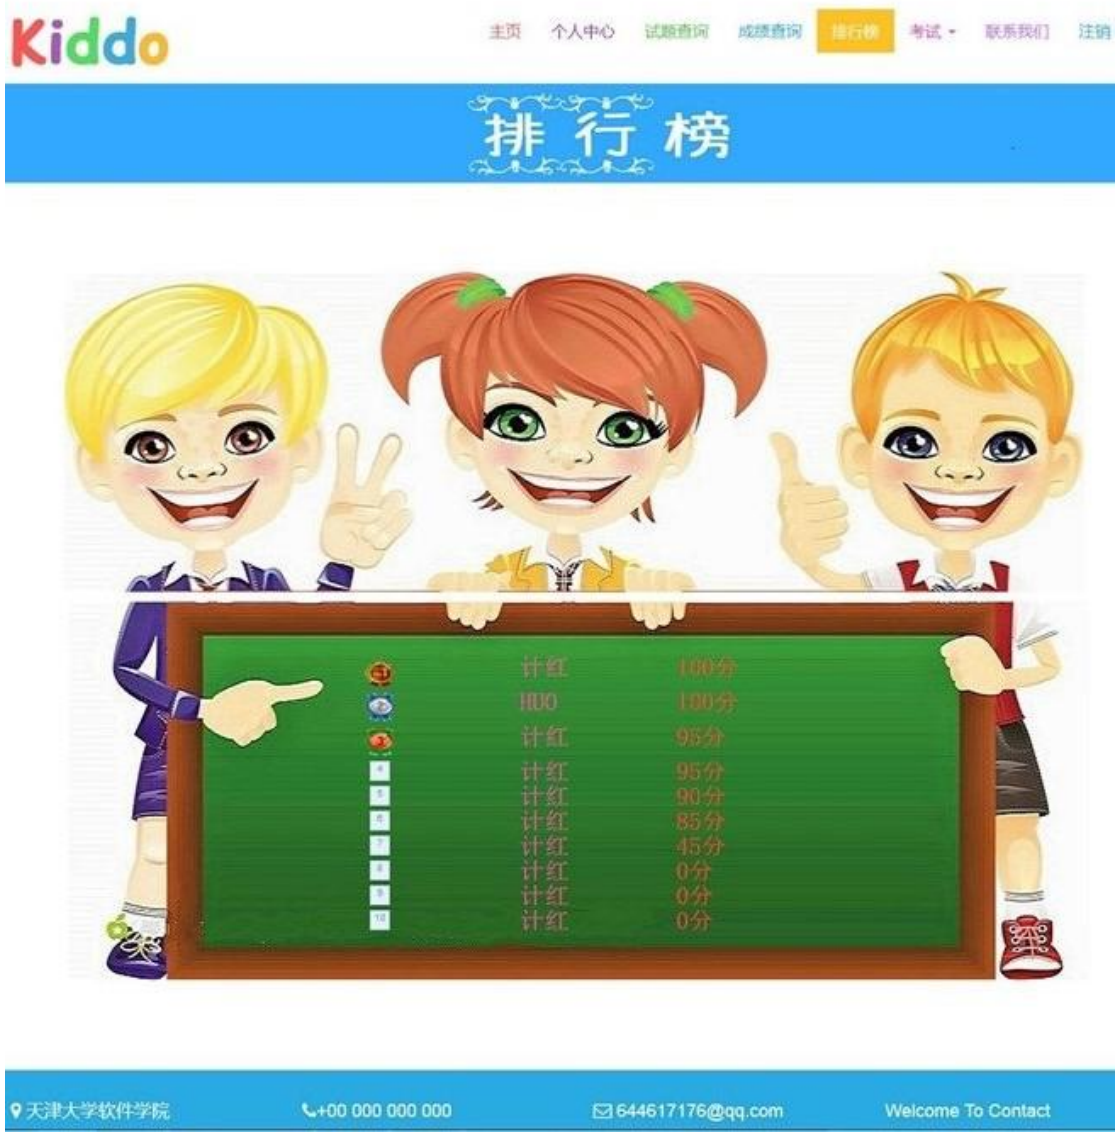 Kiddo
主页 个人中心 试题查询 成绩查询 排行榜 考试 联系我们 注销
排行榜
1 计红 100分
2 HUO 100分
3 计红 95分
4 计红 95分
5 计红 90分
6 计红 85分
7 计红 45分
8 计红 0分
9 计红 0分
10 计红 0分
天津大学软件学院 +00 000 000 000 644617176@qq.com Welcome To Contact